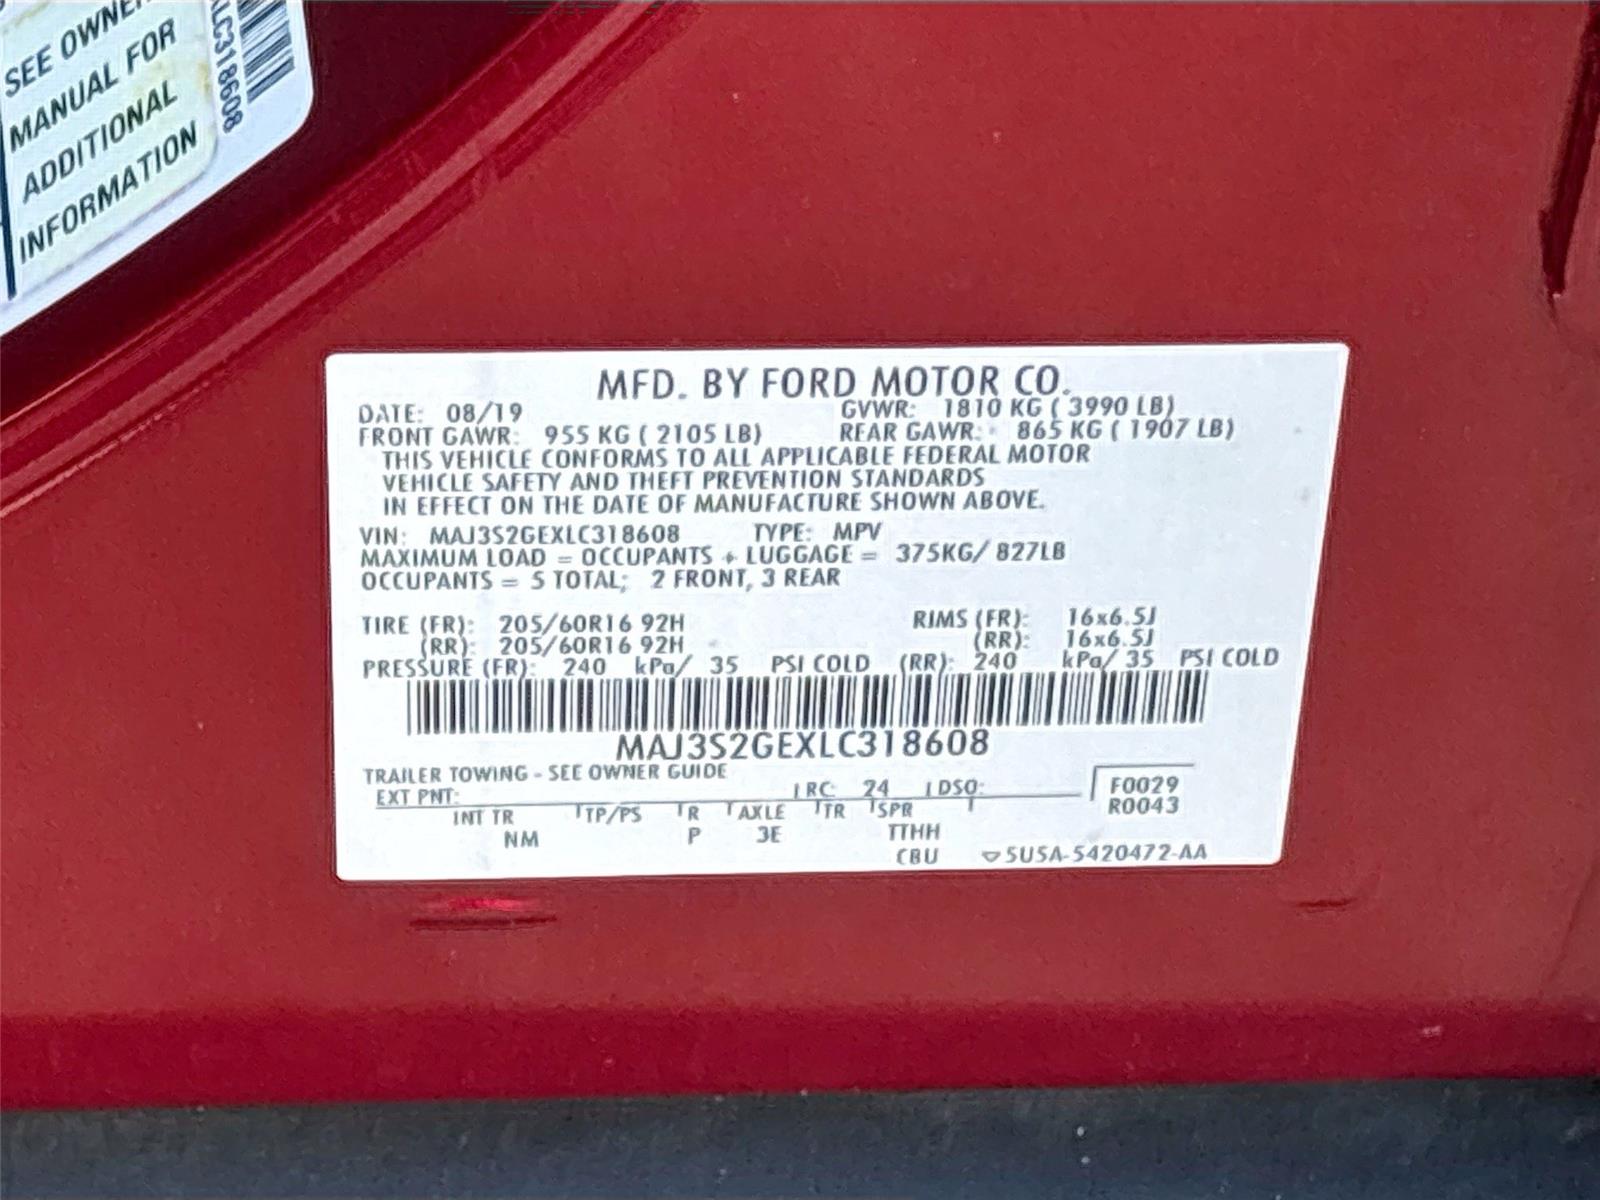 SEE OWNER
MANUAL FOR
ADDITIONAL
INFORMATION
LC318608
MFD. BY FORD MOTOR CO.
DATE: 08/19 GVWR: 1810 KG ( 3990 LB)
FRONT GAWR: 955 KG ( 2105 LB) REAR GAWR: 865 KG ( 1907 LB)
THIS VEHICLE CONFORMS TO ALL APPLICABLE FEDERAL MOTOR
VEHICLE SAFETY AND THEFT PREVENTION STANDARDS
IN EFFECT ON THE DATE OF MANUFACTURE SHOWN ABOVE.
VIN: MAJ3S2GEXLC318608 TYPE: MPV
MAXIMUM LOAD = OCCUPANTS + LUGGAGE = 375KG/ 827LB
OCCUPANTS = 5 TOTAL; 2 FRONT, 3 REAR
TIRE (FR): 205/60R16 92H RIMS (FR): 16x6.5J
(RR): 205/60R16 92H (RR): 16x6.5J
PRESSURE (FR): 240 kPa/ 35 PSI COLD (RR): 240 kPa/ 35 PSI COLD
MAJ3S2GEXLC318608
TRAILER TOWING - SEE OWNER GUIDE
EXT PNT: RC: 24 DSO: F0029
R0043
INT TR TP/PS R AXLE TR SPR
NM P 3E TTHH
CBU 5U5A-5420472-AA